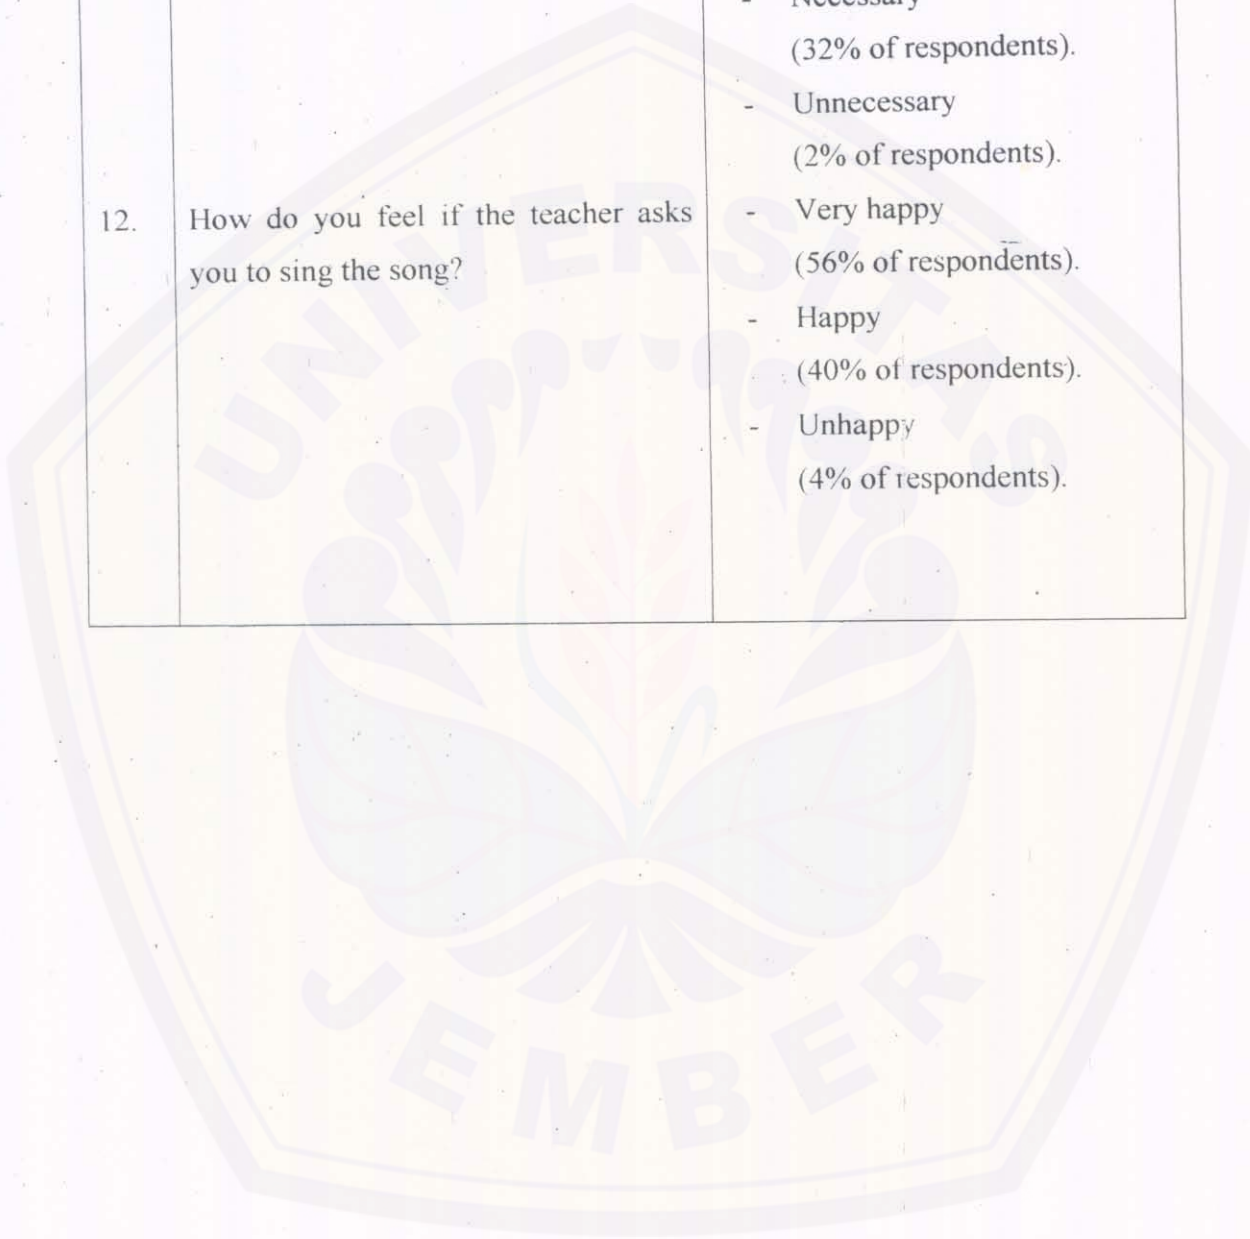 Necessary
(32% of respondents).
- Unnecessary
(2% of respondents).
12. How do you feel if the teacher asks - Very happy
you to sing the song? (56% of respondents).
- Happy
(40% of respondents).
- Unhappy
(4% of respondents).
UNIVERSITAS
JEMBER